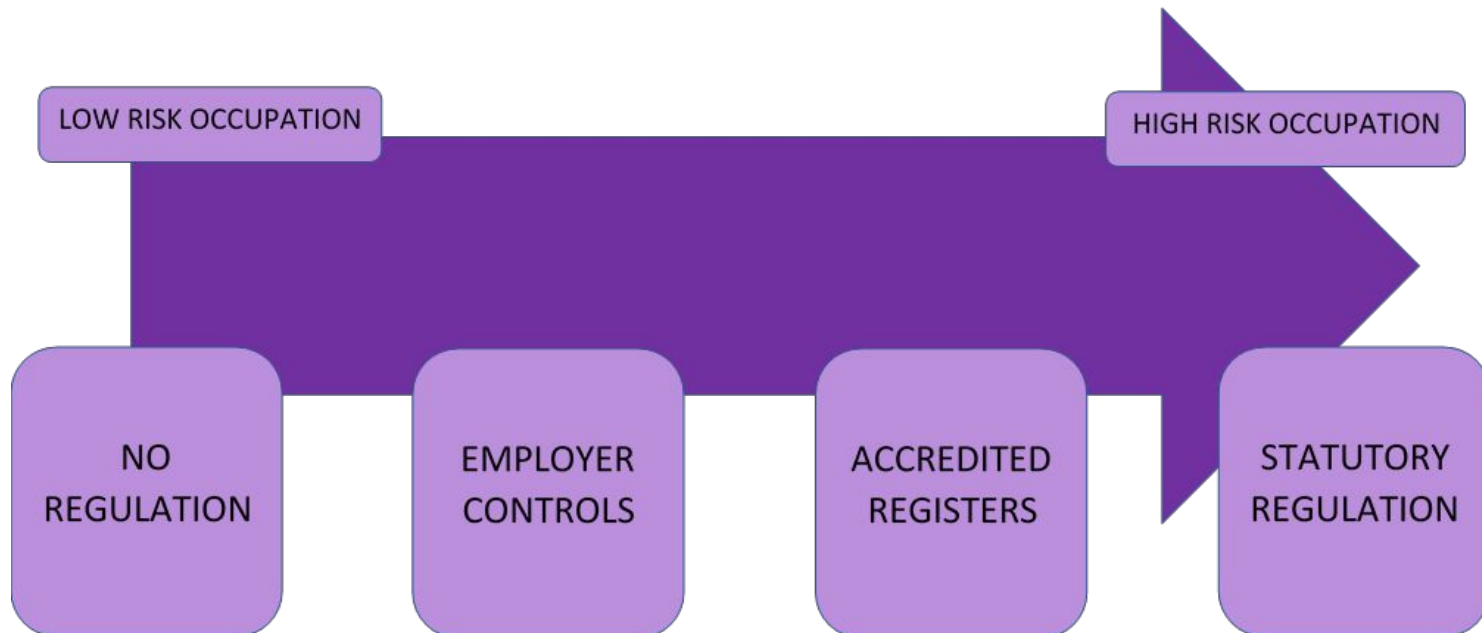 LOW RISK OCCUPATION
HIGH RISK OCCUPATION
NO
REGULATION
EMPLOYER
CONTROLS
ACCREDITED
REGISTERS
STATUTORY
REGULATION